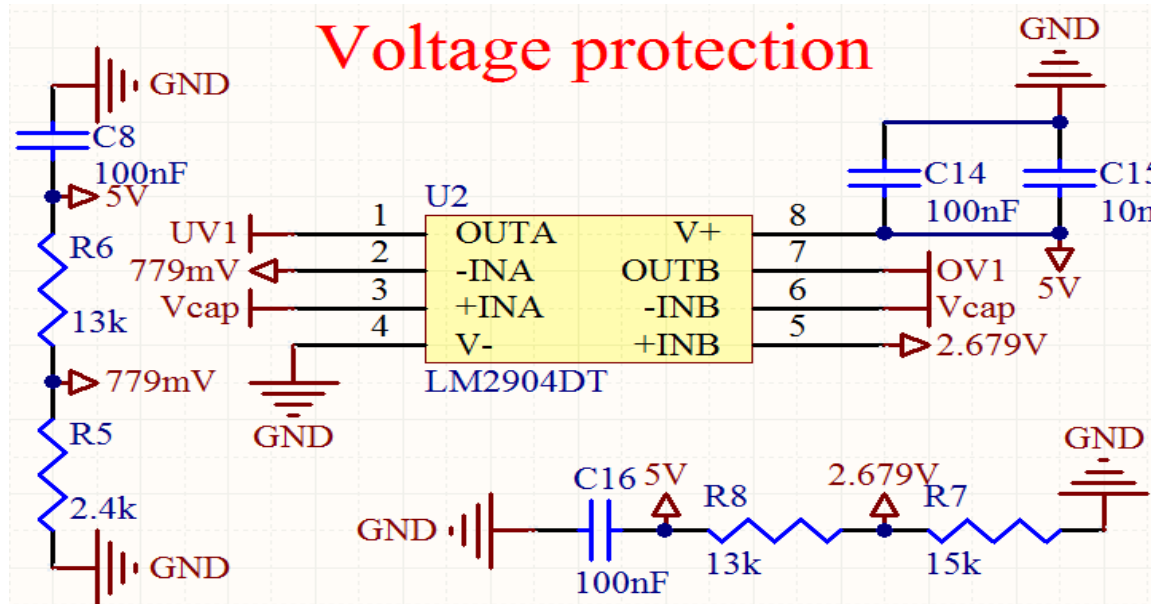 Voltage protection
GND
GND
C8
100nF
5V
R6
13k
779mV
R5
2.4k
GND
U2
UV1 1 OUTA V+ 8
779mV 2 -INA OUTB 7 OV1
Vcap 3 +INA -INB 6 Vcap
4 V- +INB 5 2.679V
LM2904DT
GND
C14
100nF
C15
10n
5V
GND
C16
100nF
5V
R8
13k
2.679V
R7
15k
GND